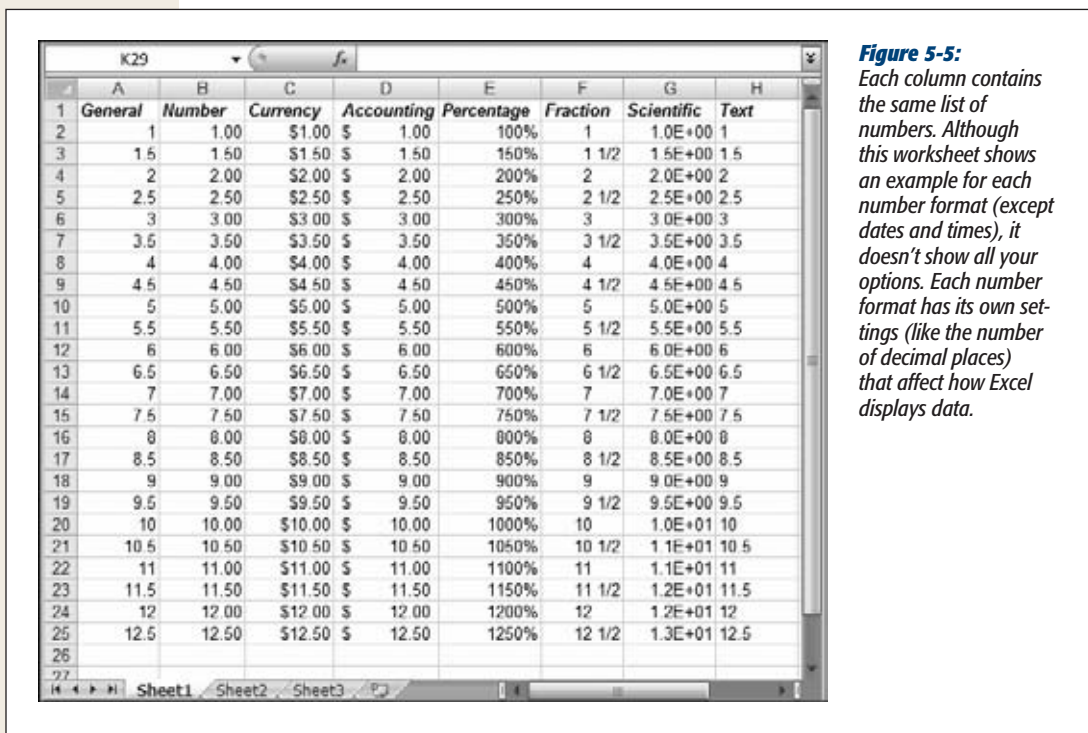 K29 fx
A B C D E F G H
1 General Number Currency Accounting Percentage Fraction Scientific Text
2 1 1.00 $1.00 $ 1.00 100% 1 1.0E+00 1
3 1.5 1.50 $1.50 $ 1.50 150% 1 1/2 1.5E+00 1.5
4 2 2.00 $2.00 $ 2.00 200% 2 2.0E+00 2
5 2.5 2.50 $2.50 $ 2.50 250% 2 1/2 2.5E+00 2.5
6 3 3.00 $3.00 $ 3.00 300% 3 3.0E+00 3
7 3.5 3.50 $3.50 $ 3.50 350% 3 1/2 3.5E+00 3.5
8 4 4.00 $4.00 $ 4.00 400% 4 4.0E+00 4
9 4.5 4.50 $4.50 $ 4.50 450% 4 1/2 4.5E+00 4.5
10 5 5.00 $5.00 $ 5.00 500% 5 5.0E+00 5
11 5.5 5.50 $5.50 $ 5.50 550% 5 1/2 5.5E+00 5.5
12 6 6.00 $6.00 $ 6.00 600% 6 6.0E+00 6
13 6.5 6.50 $6.50 $ 6.50 650% 6 1/2 6.5E+00 6.5
14 7 7.00 $7.00 $ 7.00 700% 7 7.0E+00 7
15 7.5 7.50 $7.50 $ 7.50 750% 7 1/2 7.5E+00 7.5
16 8 8.00 $8.00 $ 8.00 800% 8 8.0E+00 8
17 8.5 8.50 $8.50 $ 8.50 850% 8 1/2 8.5E+00 8.5
18 9 9.00 $9.00 $ 9.00 900% 9 9.0E+00 9
19 9.5 9.50 $9.50 $ 9.50 950% 9 1/2 9.5E+00 9.5
20 10 10.00 $10.00 $ 10.00 1000% 10 1.0E+01 10
21 10.5 10.50 $10.50 $ 10.50 1050% 10 1/2 1.1E+01 10.5
22 11 11.00 $11.00 $ 11.00 1100% 11 1.1E+01 11
23 11.5 11.50 $11.50 $ 11.50 1150% 11 1/2 1.2E+01 11.5
24 12 12.00 $12.00 $ 12.00 1200% 12 1.2E+01 12
25 12.5 12.50 $12.50 $ 12.50 1250% 12 1/2 1.3E+01 12.5
26
27
Sheet1 Sheet2 Sheet3
Figure 5-5:
Each column contains
the same list of
numbers. Although
this worksheet shows
an example for each
number format (except
dates and times), it
doesn't show all your
options. Each number
format has its own set-
tings (like the number
of decimal places)
that affect how Excel
displays data.